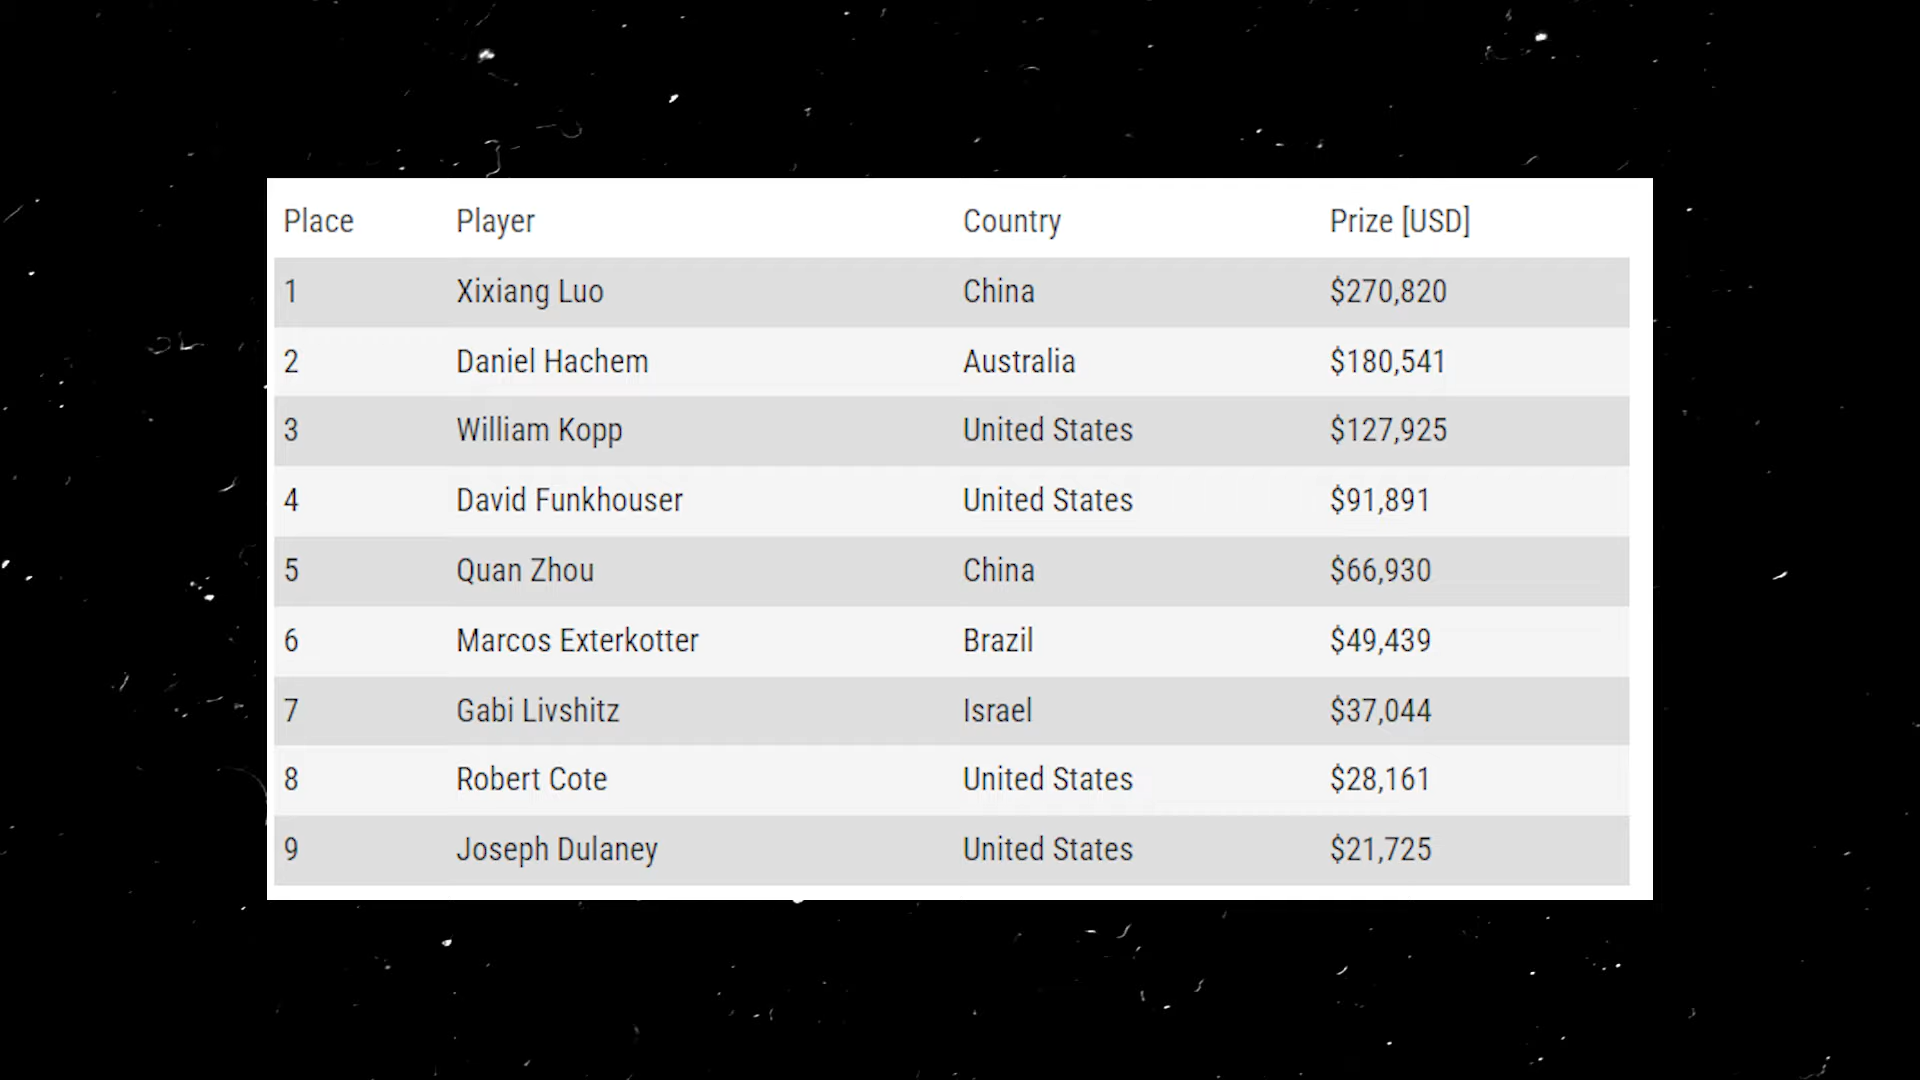 Place Player Country Prize [USD]
1 Xixiang Luo China $270,820
2 Daniel Hachem Australia $180,541
3 William Kopp United States $127,925
4 David Funkhouser United States $91,891
5 Quan Zhou China $66,930
6 Marcos Exterkotter Brazil $49,439
7 Gabi Livshitz Israel $37,044
8 Robert Cote United States $28,161
9 Joseph Dulaney United States $21,725